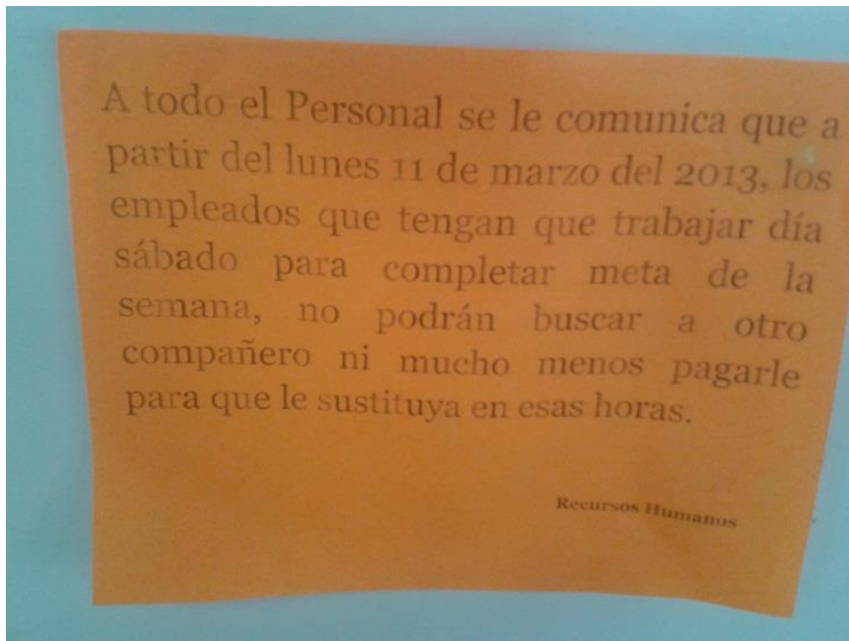 A todo el Personal se le comunica que a
partir del lunes 11 de marzo del 2013, los
empleados que tengan que trabajar día
sábado para completar meta de la
semana, no podrán buscar a otro
compañero ni mucho menos pagarle
para que le sustituya en esas horas.
Recursos Humanos